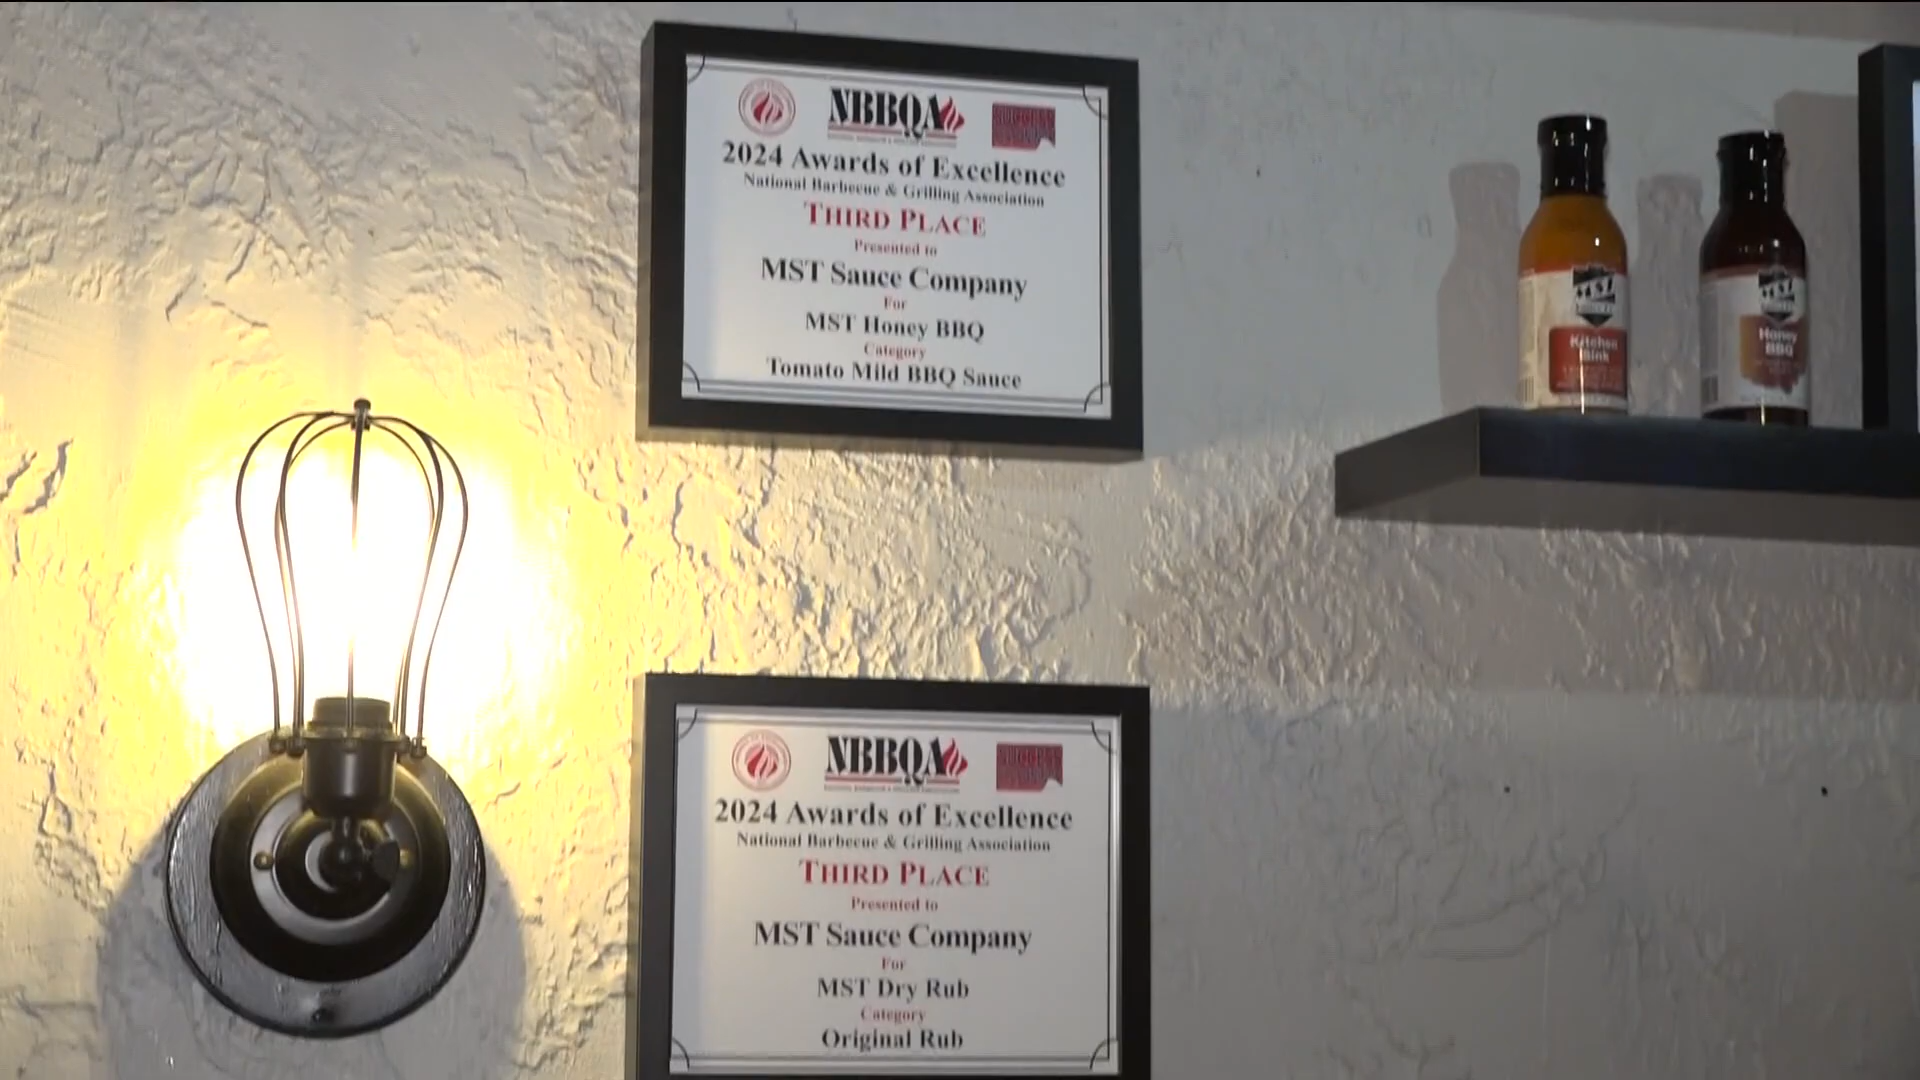 NBBQA
2024 Awards of Excellence
National Barbecue & Grilling Association
THIRD PLACE
Presented to
MST Sauce Company
For
MST Honey BBQ
Category
Tomato Mild BBQ Sauce
NBBQA
2024 Awards of Excellence
National Barbecue & Grilling Association
THIRD PLACE
Presented to
MST Sauce Company
For
MST Dry Rub
Category
Original Rub
Kitchen
Sink
Honey
BBQ